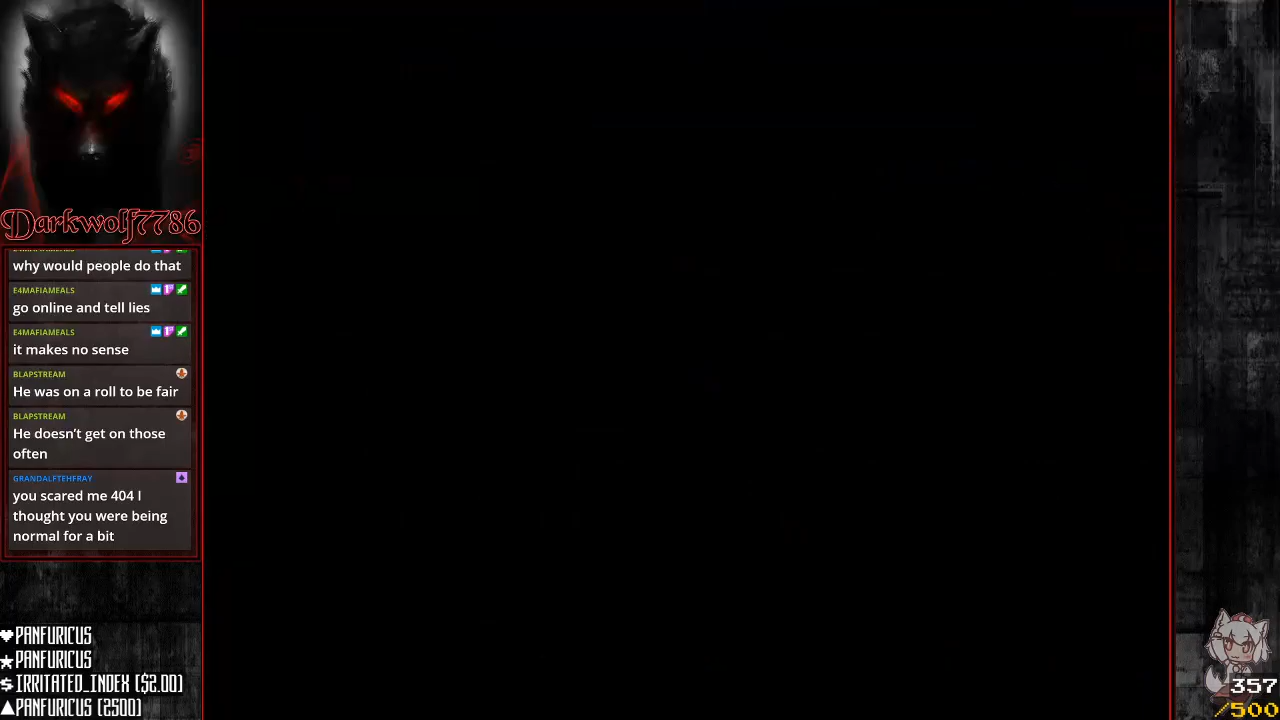 Darkwolf7786
why would people do that
E4MAFIAMEALS
go online and tell lies
E4MAFIAMEALS
it makes no sense
BLAPSTREAM
He was on a roll to be fair
BLAPSTREAM
He doesn't get on those
often
GRANDALFTEHFRAY
you scared me 404 I
thought you were being
normal for a bit
PANFURICUS
PANFURICUS
IRRITATED_INDEX ($2.00)
PANFURICUS (2500)
357
/500